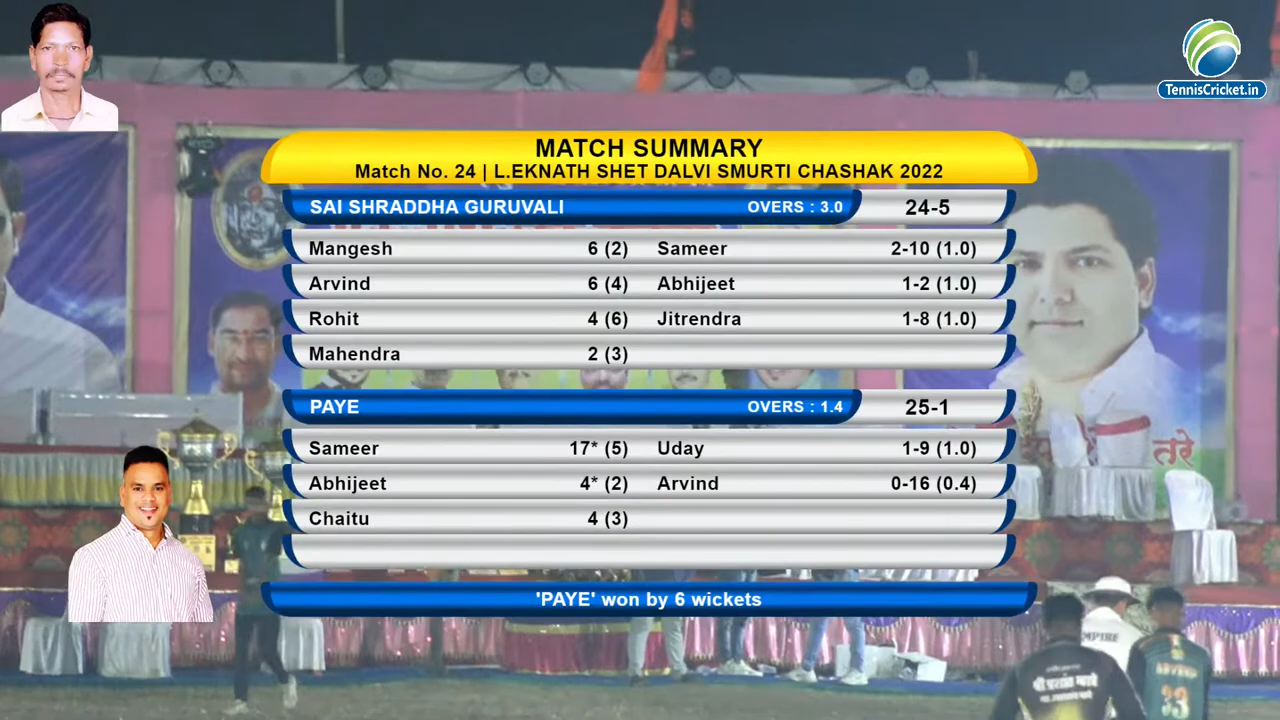 TennisCricket.in
MATCH SUMMARY
Match No. 24 | L.EKNATH SHET DALVI SMURTI CHASHAK 2022
SAI SHRADDHA GURUVALI OVERS : 3.0 24-5
Mangesh 6 (2) Sameer 2-10 (1.0)
Arvind 6 (4) Abhijeet 1-2 (1.0)
Rohit 4 (6) Jitrendra 1-8 (1.0)
Mahendra 2 (3)
PAYE OVERS : 1.4 25-1
Sameer 17* (5) Uday 1-9 (1.0)
Abhijeet 4* (2) Arvind 0-16 (0.4)
Chaitu 4 (3)
'PAYE' won by 6 wickets
तरे
MPIRE
33